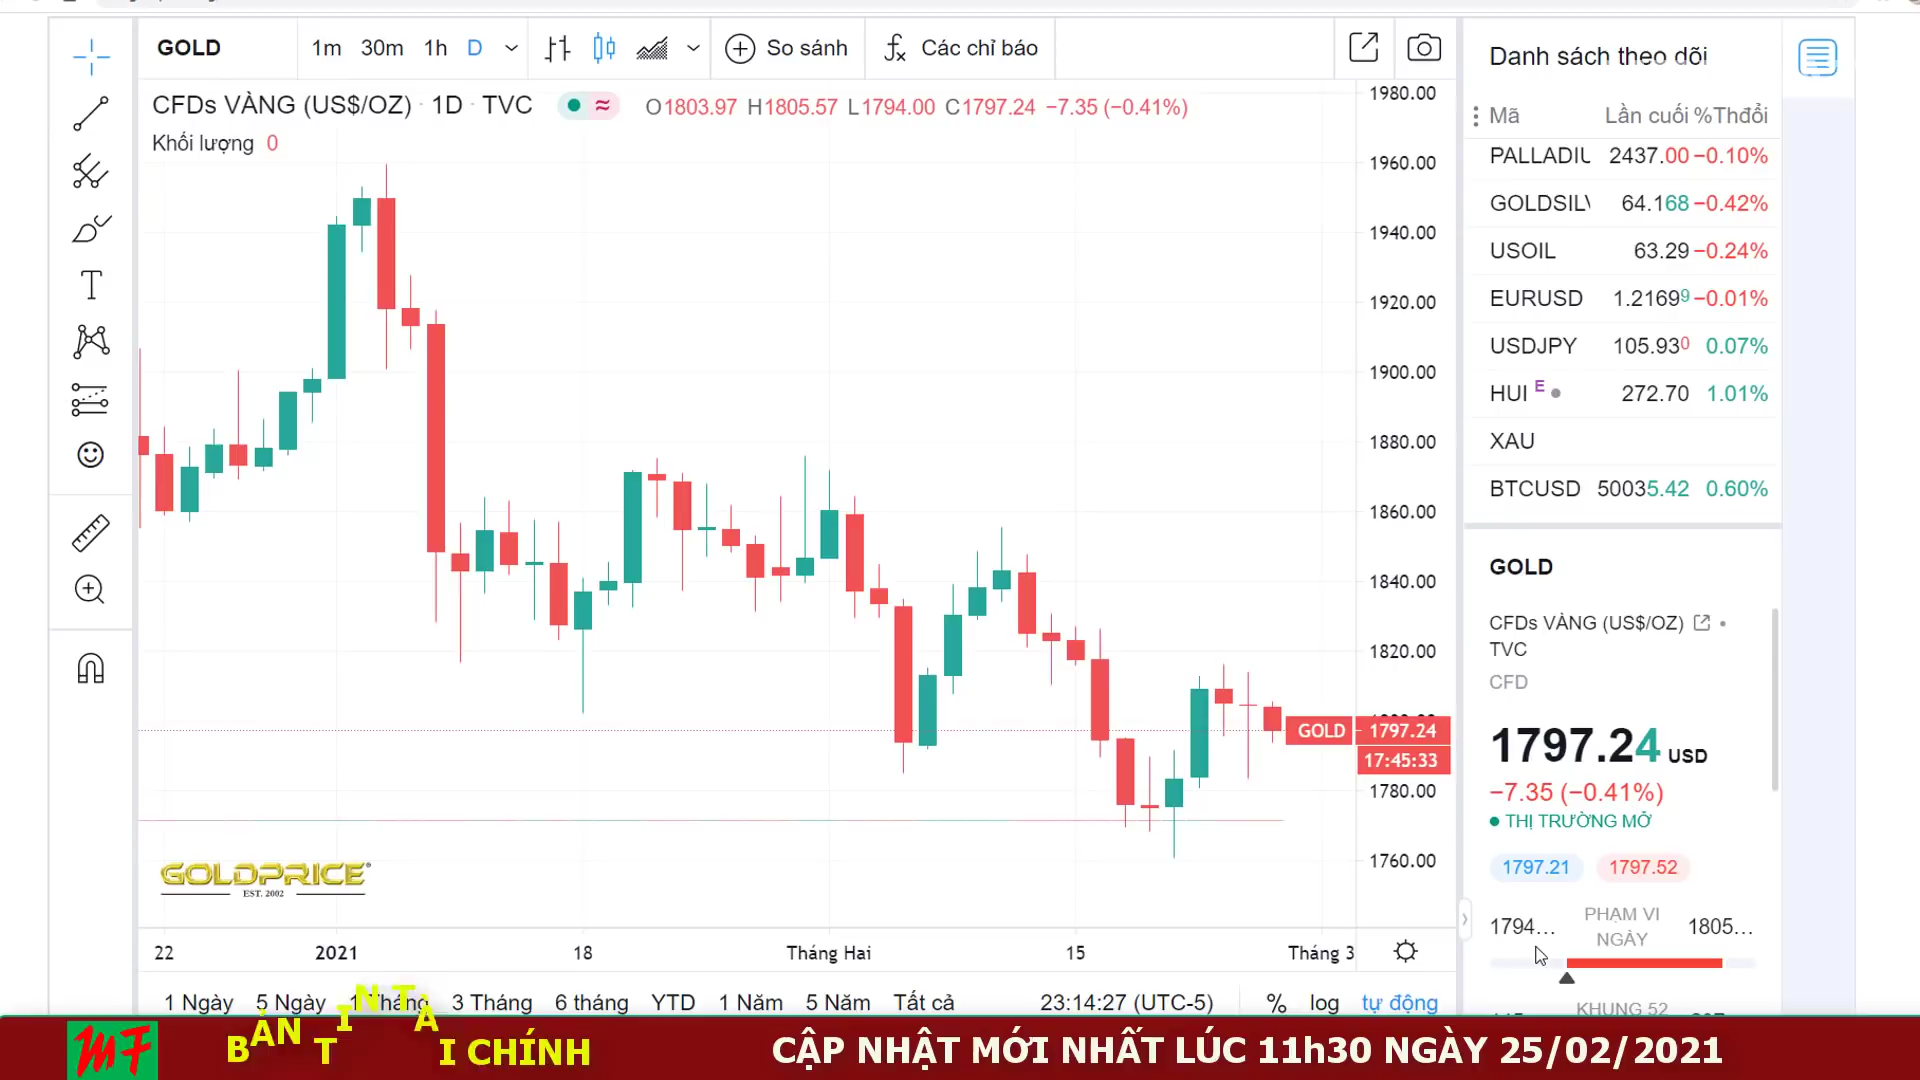 GOLD
1m 30m 1h D
So sánh
Các chỉ báo
CFDs VÀNG (US$/OZ) · 1D · TVC
O1803.97 H1805.57 L1794.00 C1797.24 −7.35 (−0.41%)
Khối lượng 0
1980.00
1960.00
1940.00
1920.00
1900.00
1880.00
1860.00
1840.00
1820.00
GOLD 1797.24
17:45:33
1780.00
1760.00
GOLDPRICE
EST. 2002
22 2021 18 Tháng Hai 15 Tháng 3
1 Ngày 5 Ngày 1 Tháng 3 Tháng 6 tháng YTD 1 Năm 5 Năm Tất cả
23:14:27 (UTC-5) % log tự động
Danh sách theo dõi
Mã Lần cuối %Thđổi
PALLADIU 2437.00 −0.10%
GOLDSILV 64.168 −0.42%
USOIL 63.29 −0.24%
EURUSD 1.21699 −0.01%
USDJPY 105.930 0.07%
HUI E 272.70 1.01%
XAU
BTCUSD 50035.42 0.60%
GOLD
CFDs VÀNG (US$/OZ) •
TVC
CFD
1797.24 USD
−7.35 (−0.41%)
THỊ TRƯỜNG MỞ
1797.21 1797.52
1794... PHẠM VI NGÀY 1805...
KHUNG 52
MF
BẢN TIN TÀI CHÍNH
CẬP NHẬT MỚI NHẤT LÚC 11h30 NGÀY 25/02/2021